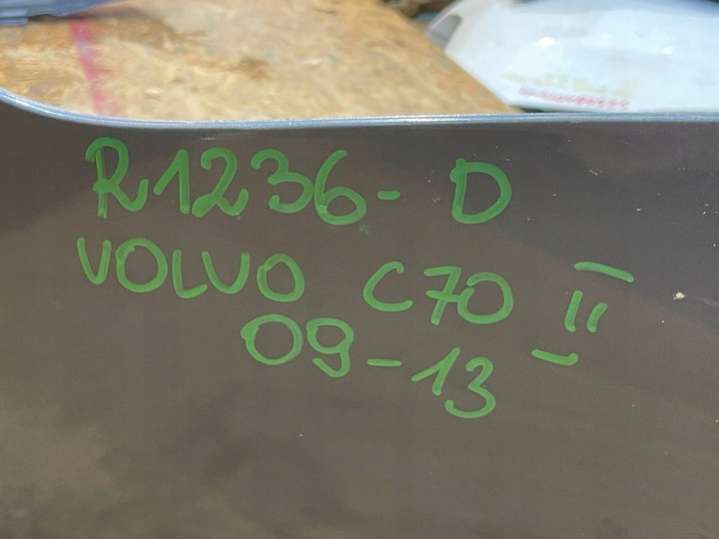 R1236- D
VOLVO C70 II
09-13